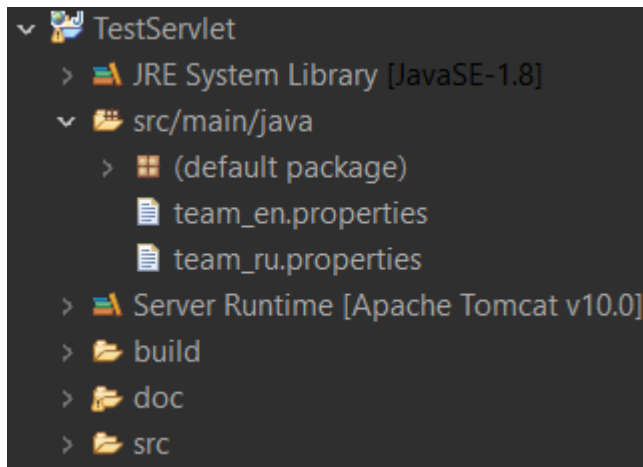 TestServlet
JRE System Library [JavaSE-1.8]
src/main/java
(default package)
team_en.properties
team_ru.properties
Server Runtime [Apache Tomcat v10.0]
build
doc
src